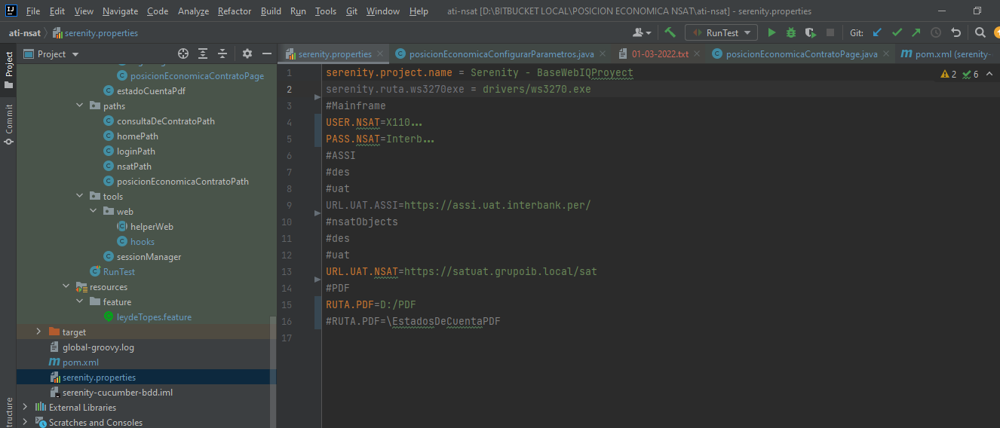 File Edit View Navigate Code Analyze Refactor Build Run Tools Git Window Help ati-nsat [D:\BITBUCKET LOCAL\POSICION ECONOMICA NSAT\ati-nsat] - serenity.properties
ati-nsat serenity.properties RunTest Git:
Project serenity.properties posicionEconomicaConfigurarParametros.java 01-03-2022.txt posicionEconomicaContratoPage.java pom.xml (serenity-
Project
Commit
posicionEconomicaContratoPage
estadoCuentaPdf
paths
consultaDeContratoPath
homePath
loginPath
nsatPath
posicionEconomicaContratoPath
tools
web
helperWeb
hooks
sessionManager
RunTest
resources
feature
leydeTopes.feature
target
global-groovy.log
pom.xml
serenity.properties
serenity-cucumber-bdd.iml
External Libraries
Scratches and Consoles
2 6
1 serenity.project.name = Serenity - BaseWebIQProyect
2 serenity.ruta.ws3270exe = drivers/ws3270.exe
3 #Mainframe
4 USER.NSAT=X110...
5 PASS.NSAT=Interb...
6 #ASSI
7 #des
8 #uat
9 URL.UAT.ASSI=https://assi.uat.interbank.per/
10 #nsatObjects
11 #des
12 #uat
13 URL.UAT.NSAT=https://satuat.grupoib.local/sat
14 #PDF
15 RUTA.PDF=D:/PDF
16 #RUTA.PDF=\EstadosDeCuentaPDF
17